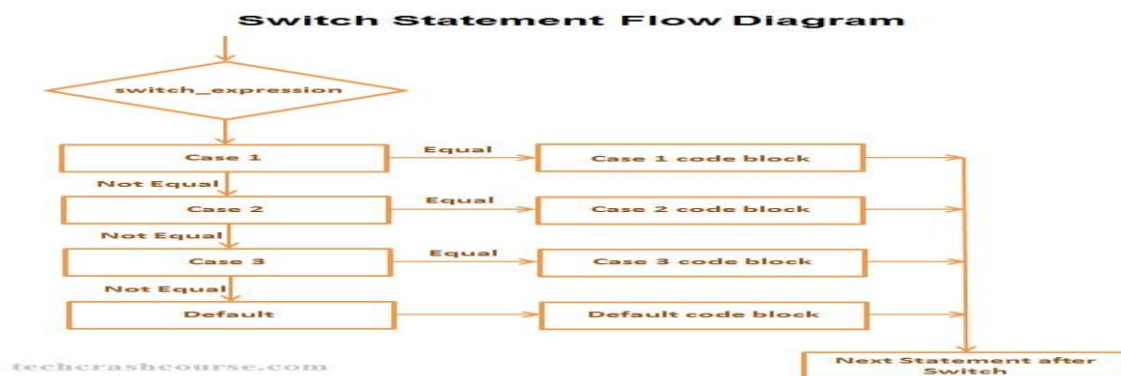 Switch Statement Flow Diagram
switch_expression
Case 1
Equal
Case 1 code block
Not Equal
Case 2
Equal
Case 2 code block
Not Equal
Case 3
Equal
Case 3 code block
Not Equal
Default
Default code block
techcrashcourse.com
Next Statement after
Switch